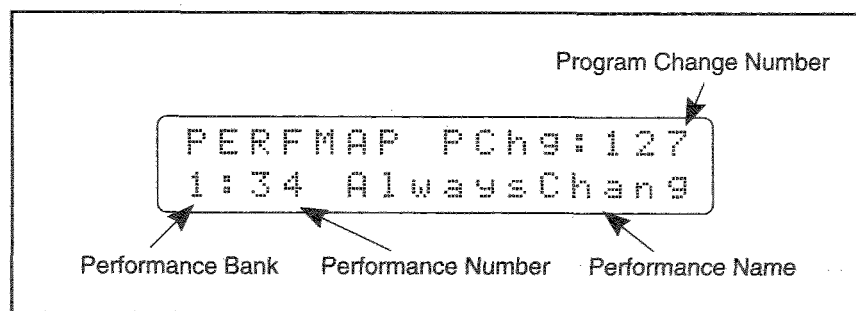 Program Change Number
PERFMAP PChg:127
1:34 AlwaysChang
Performance Bank Performance Number Performance Name